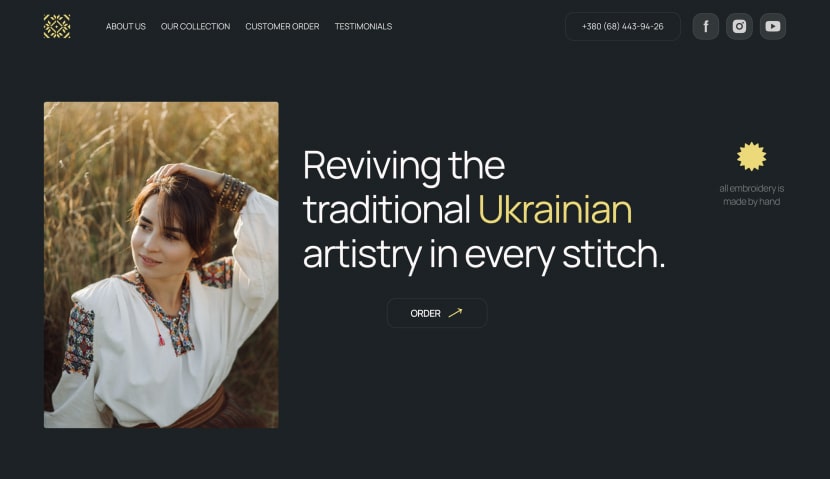 ABOUT US
OUR COLLECTION
CUSTOMER ORDER
TESTIMONIALS
+380 (68) 443-94-26
Reviving the
traditional Ukrainian
artistry in every stitch.
all embroidery is
made by hand
ORDER